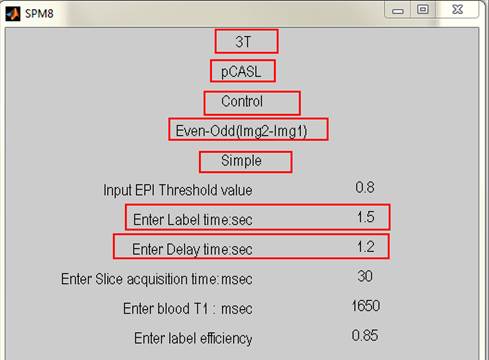 SPM8
3T
pCASL
Control
Even-Odd(Img2-Img1)
Simple
Input EPI Threshold value 0.8
Enter Label time:sec 1.5
Enter Delay time:sec 1.2
Enter Slice acquisition time:msec 30
Enter blood T1 : msec 1650
Enter label efficiency 0.85